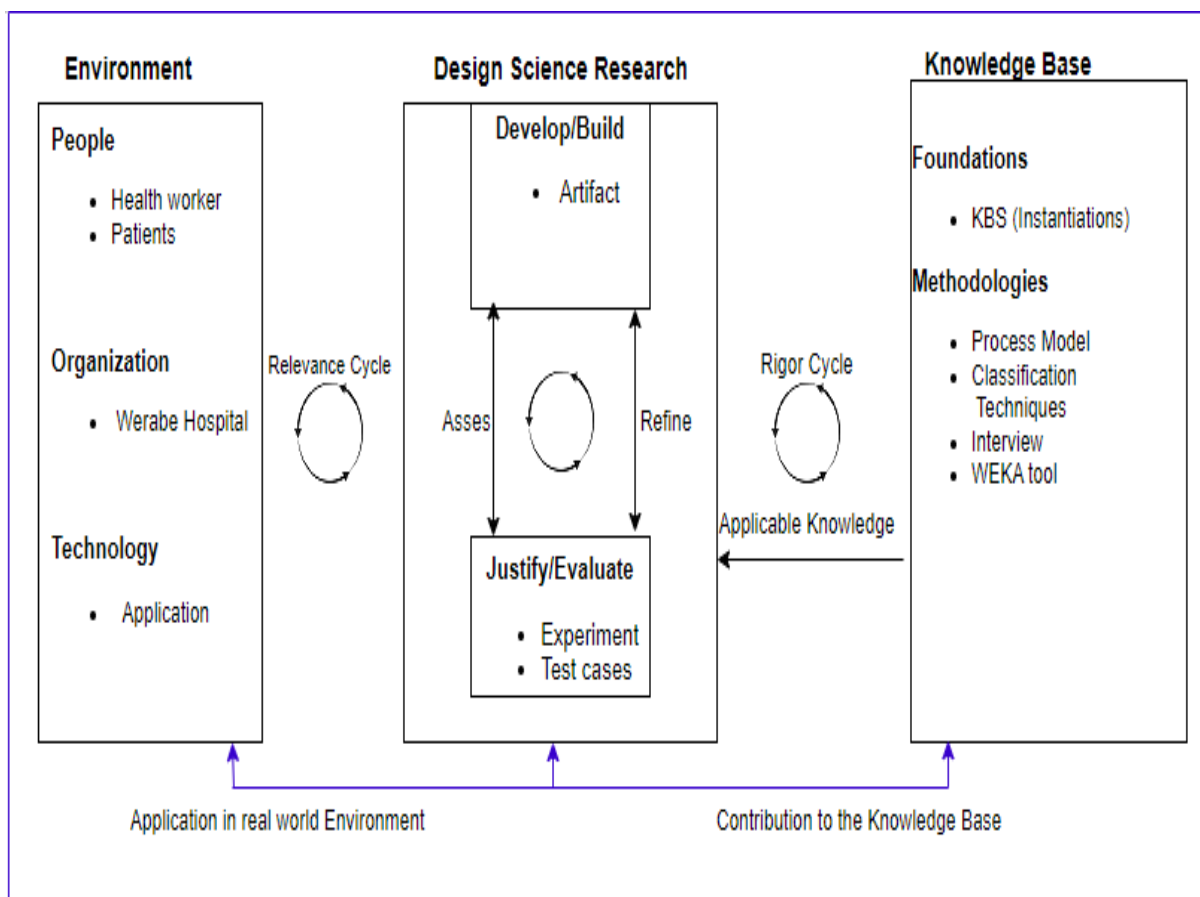 Environment
People
• Health worker
• Patients
Organization
• Werabe Hospital
Technology
• Application
Relevance Cycle
Design Science Research
Develop/Build
• Artifact
Asses
Refine
Justify/Evaluate
• Experiment
• Test cases
Rigor Cycle
Applicable Knowledge
Knowledge Base
Foundations
• KBS (Instantiations)
Methodologies
• Process Model
• Classification
Techniques
• Interview
• WEKA tool
Application in real world Environment
Contribution to the Knowledge Base